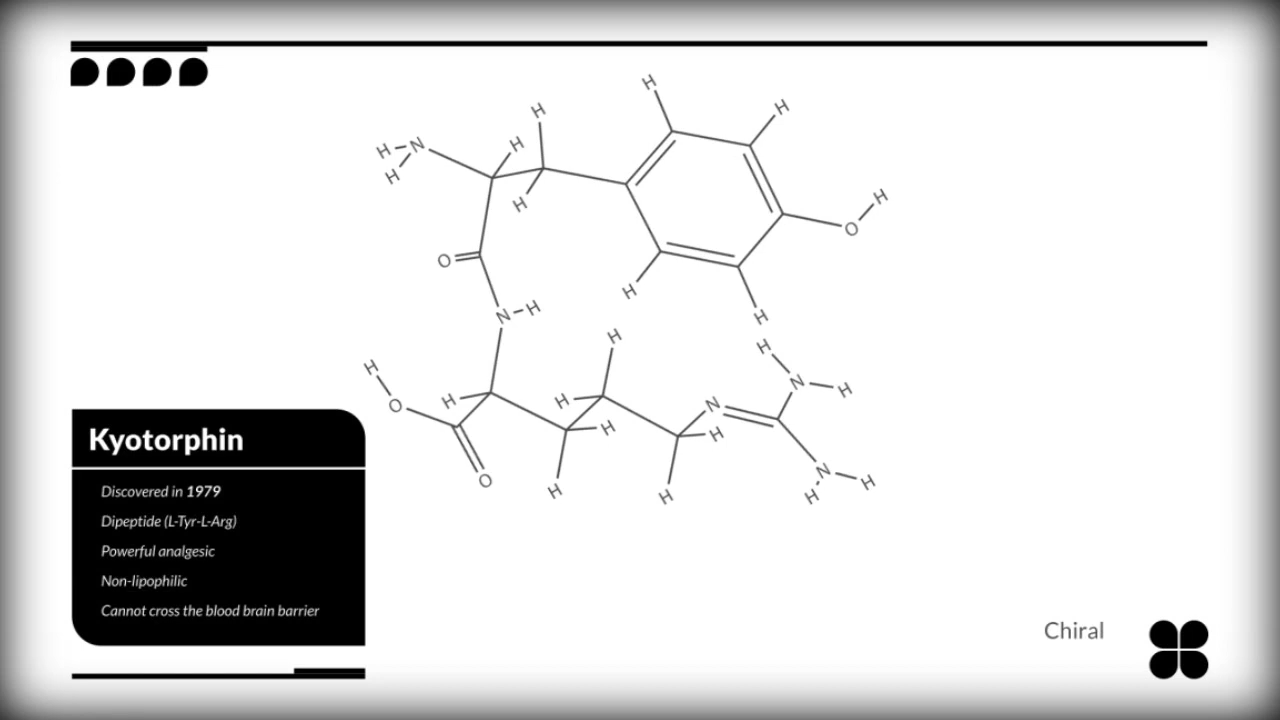 H
H
H
H
N
H
H
H
H
H
O
O
H
N
H
H
H
H
H
H
N
N
H
O
H
H
H
H
N
O
H
H
H
H
Kyotorphin
Discovered in 1979
Dipeptide (L-Tyr-L-Arg)
Powerful analgesic
Non-lipophilic
Cannot cross the blood brain barrier
Chiral